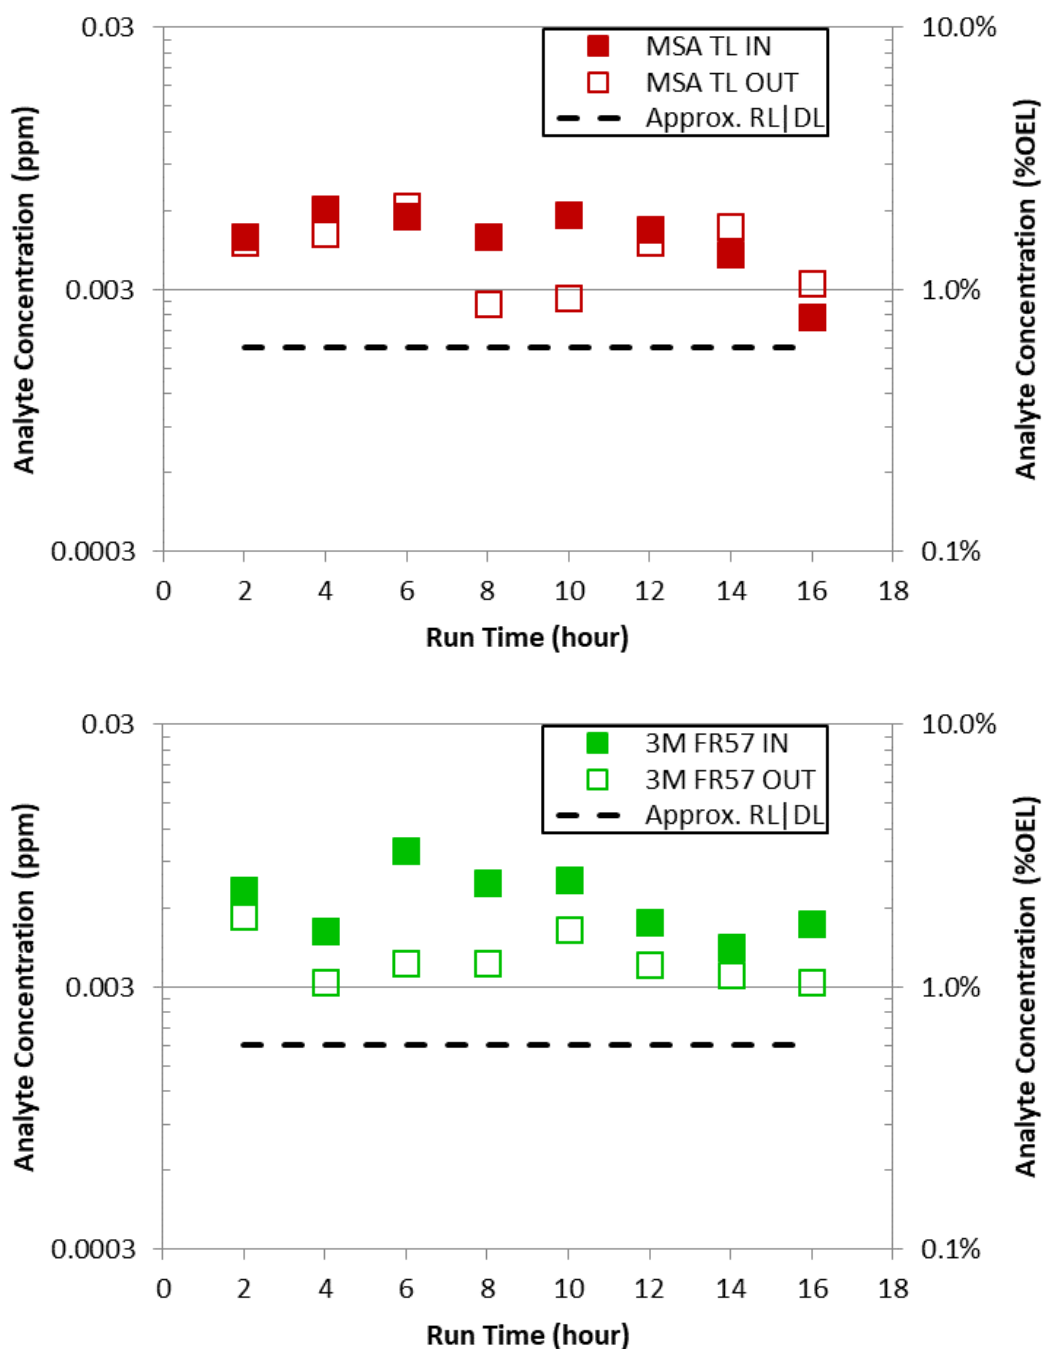 0.03
10.0%
MSA TL IN
MSA TL OUT
Approx. RL|DL
Analyte Concentration (ppm)
Analyte Concentration (%OEL)
0.003
1.0%
0.0003
0.1%
0 2 4 6 8 10 12 14 16 18
Run Time (hour)
0.03
10.0%
3M FR57 IN
3M FR57 OUT
Approx. RL|DL
Analyte Concentration (ppm)
Analyte Concentration (%OEL)
0.003
1.0%
0.0003
0.1%
0 2 4 6 8 10 12 14 16 18
Run Time (hour)